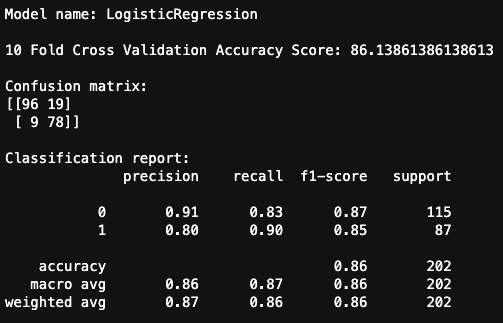 Model name: LogisticRegression
10 Fold Cross Validation Accuracy Score: 86.13861386138613
Confusion matrix:
[[96 19]
 [ 9 78]]
Classification report:
              precision    recall  f1-score   support
           0       0.91      0.83      0.87       115
           1       0.80      0.90      0.85        87
    accuracy                           0.86       202
   macro avg       0.86      0.87      0.86       202
weighted avg       0.87      0.86      0.86       202